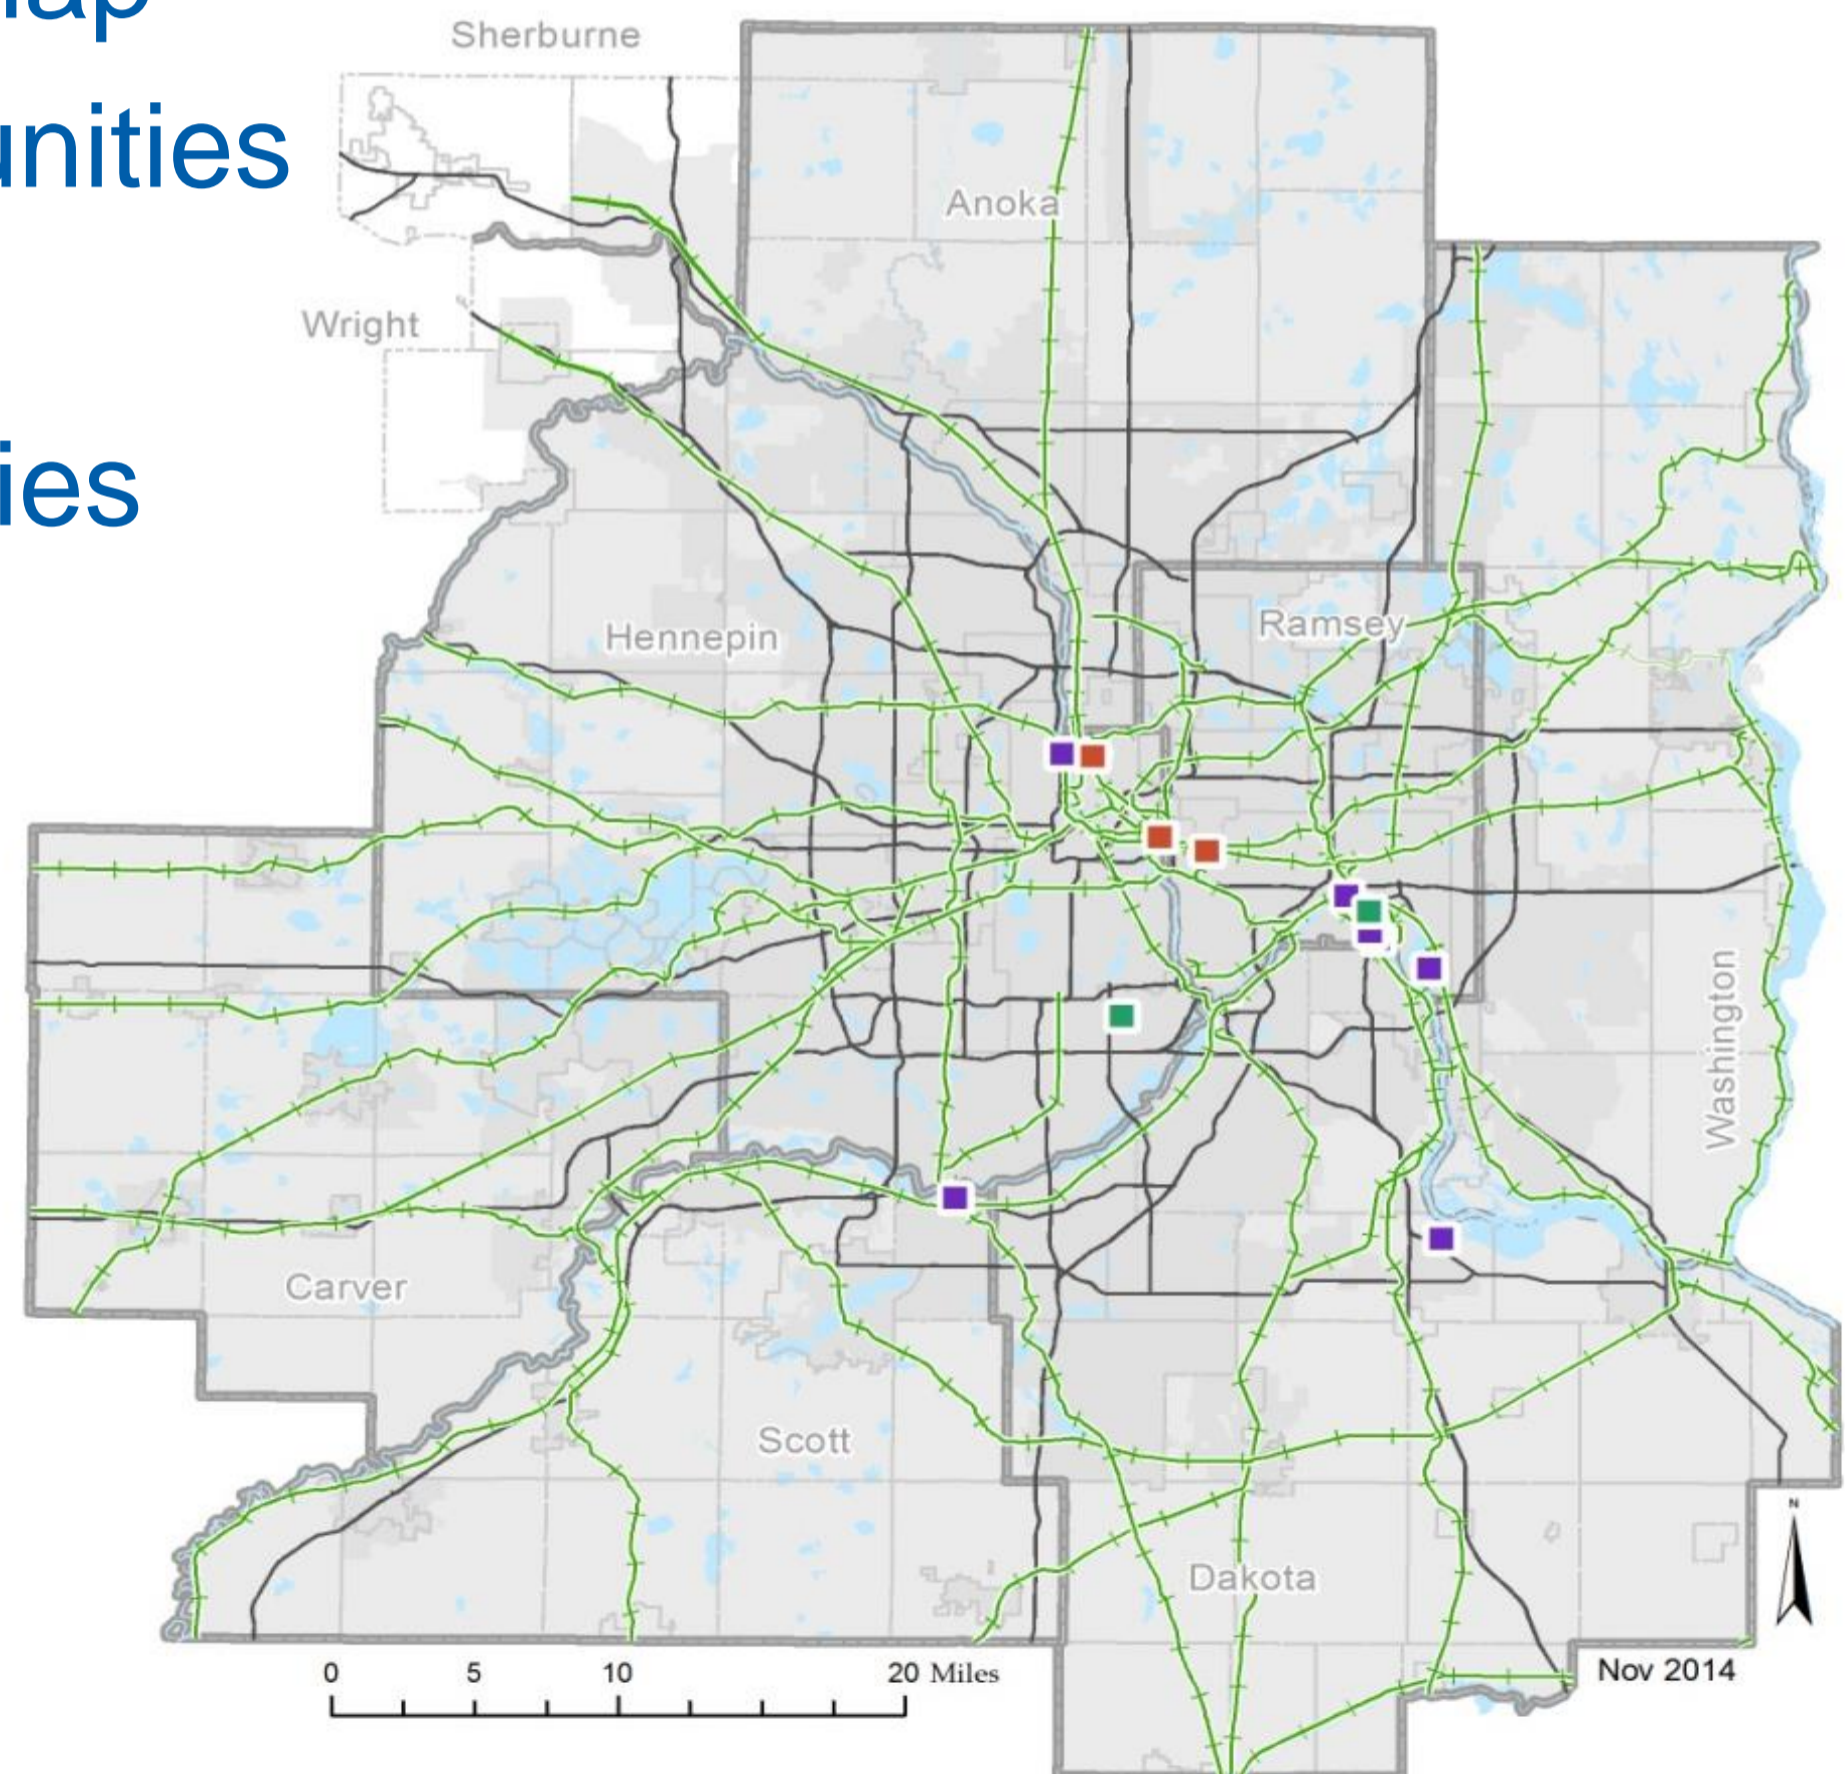 unities
ies
Sherburne
Anoka
Wright
Hennepin
Ramsey
Washington
Carver
Scott
Dakota
N
0 5 10 20 Miles
Nov 2014